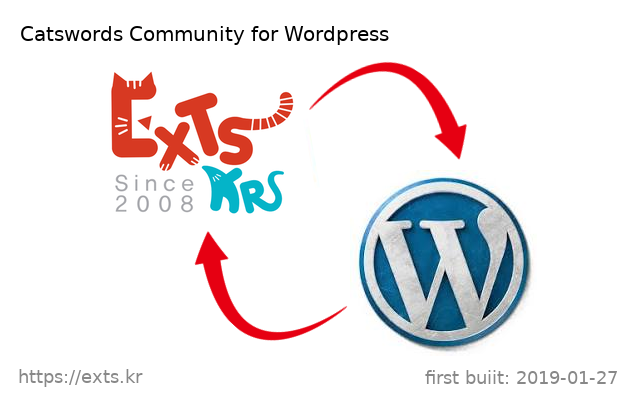 Catswords Community for Wordpress
Exts
KRS
Since
2008
W
https://exts.kr
first buiit: 2019-01-27